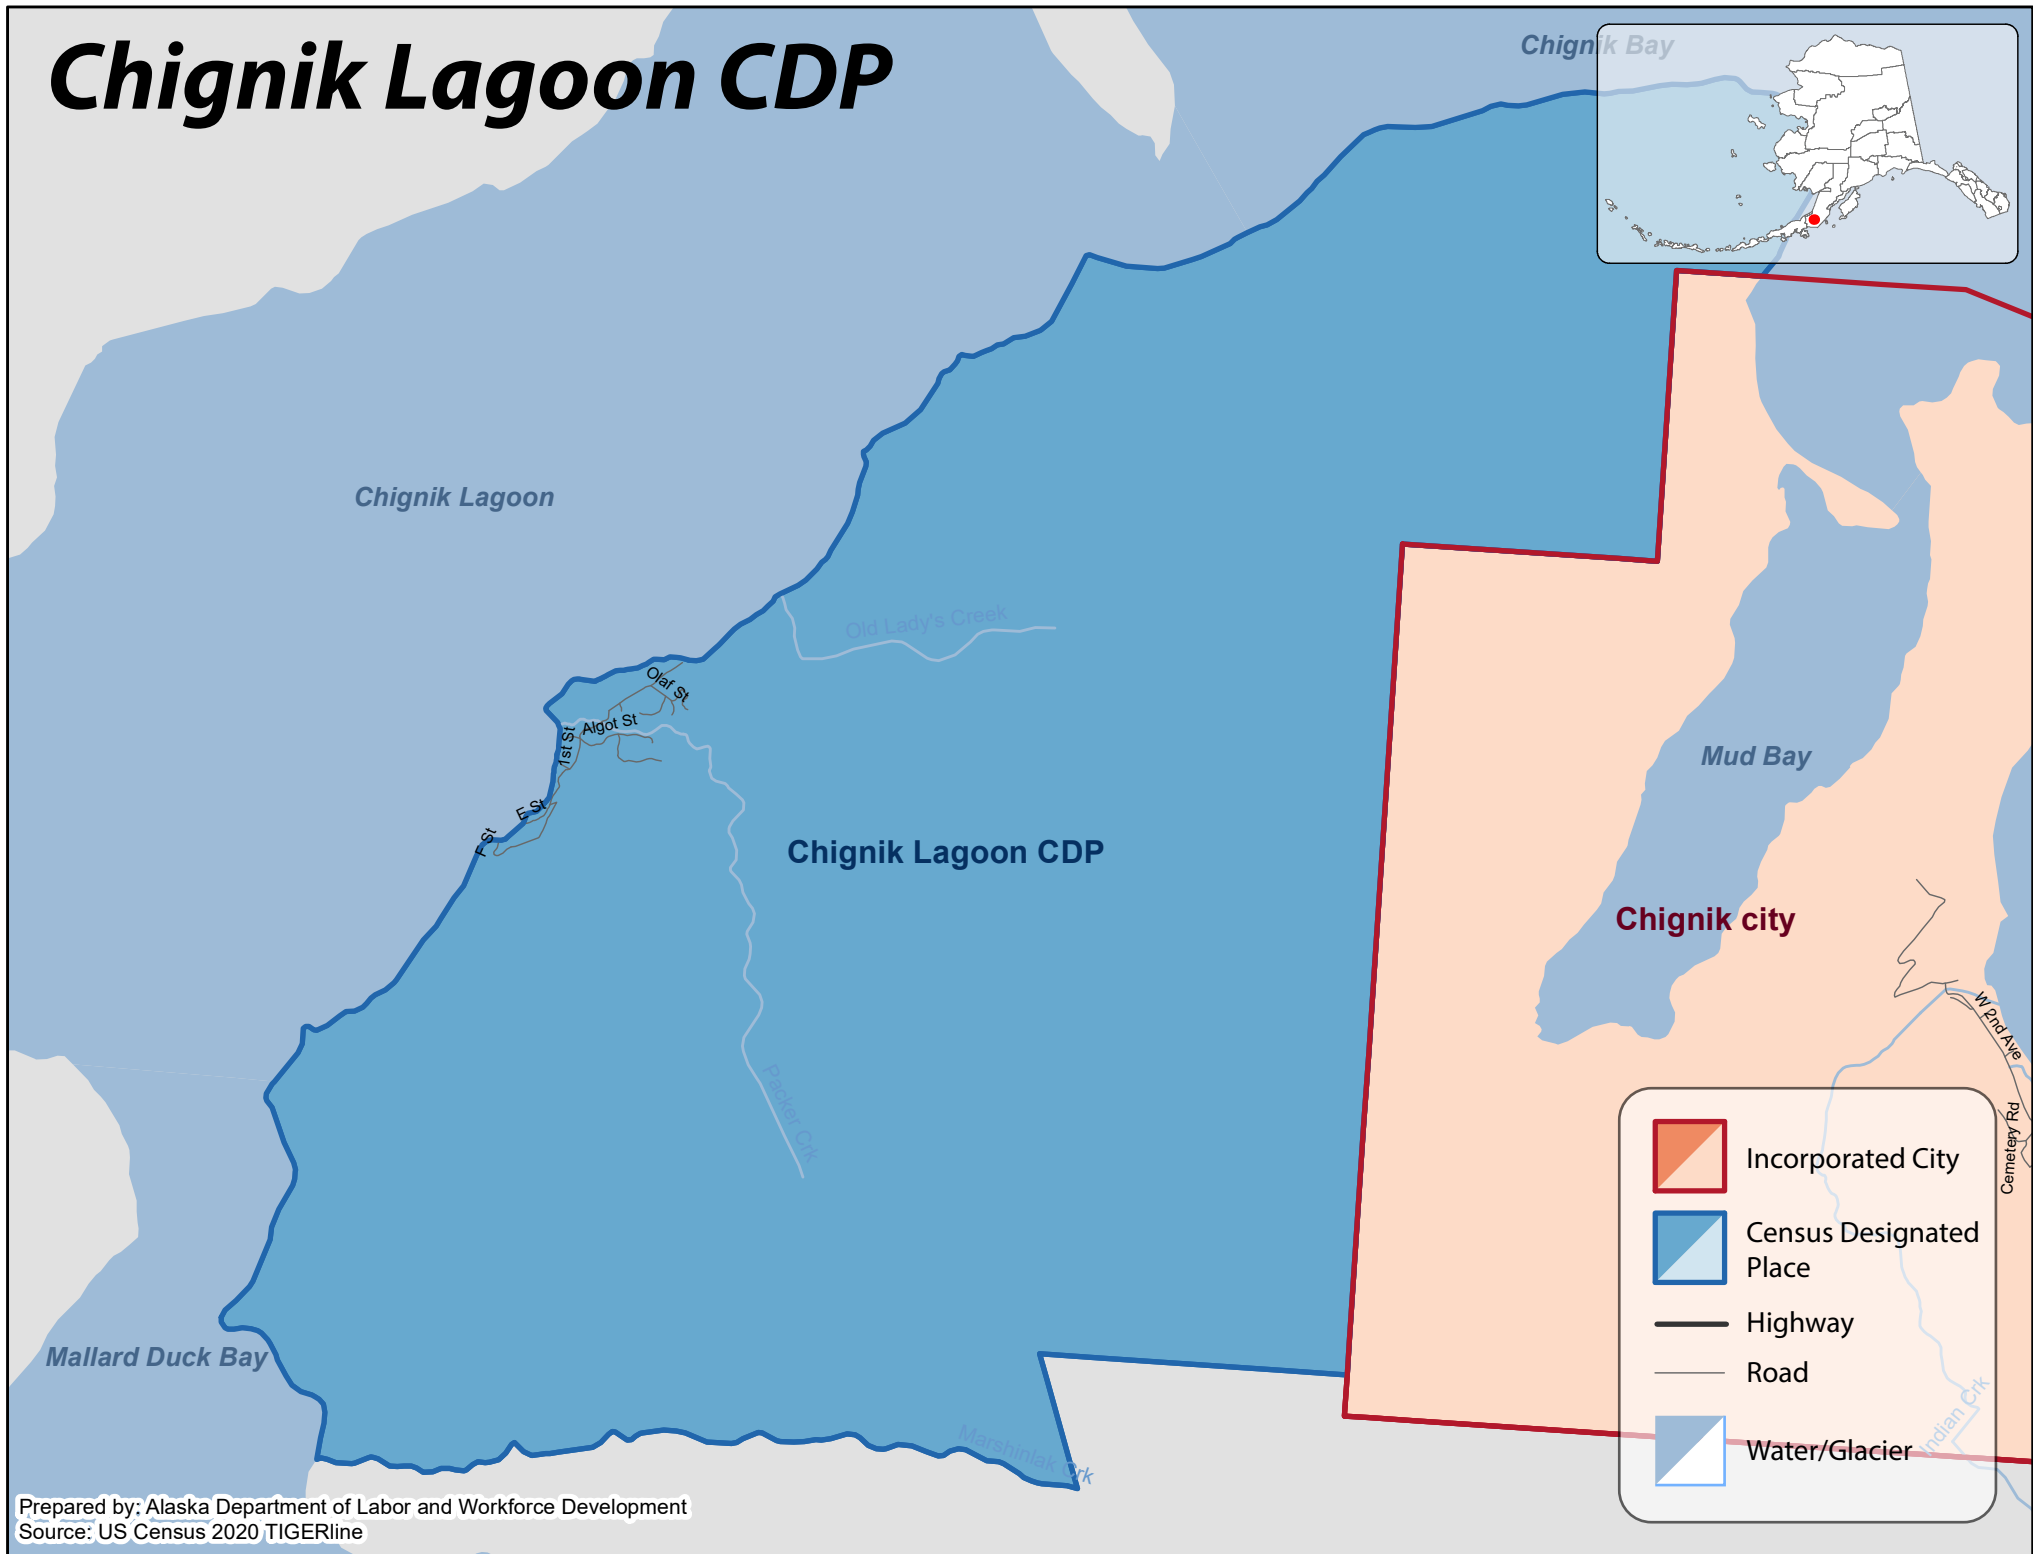 Chignik Lagoon CDP
Chignik Bay
Chignik Lagoon
Old Lady's Creek
Olaf St
Algot St
1st St
E St
F St
Mud Bay
Chignik Lagoon CDP
Chignik city
W 2nd Ave
Packer Crk
Cemetery Rd
Incorporated City
Census Designated
Place
Highway
Road
Water/Glacier
Mallard Duck Bay
Indian Crk
Marshinlak Crk
Prepared by: Alaska Department of Labor and Workforce Development
Source: US Census 2020 TIGERline